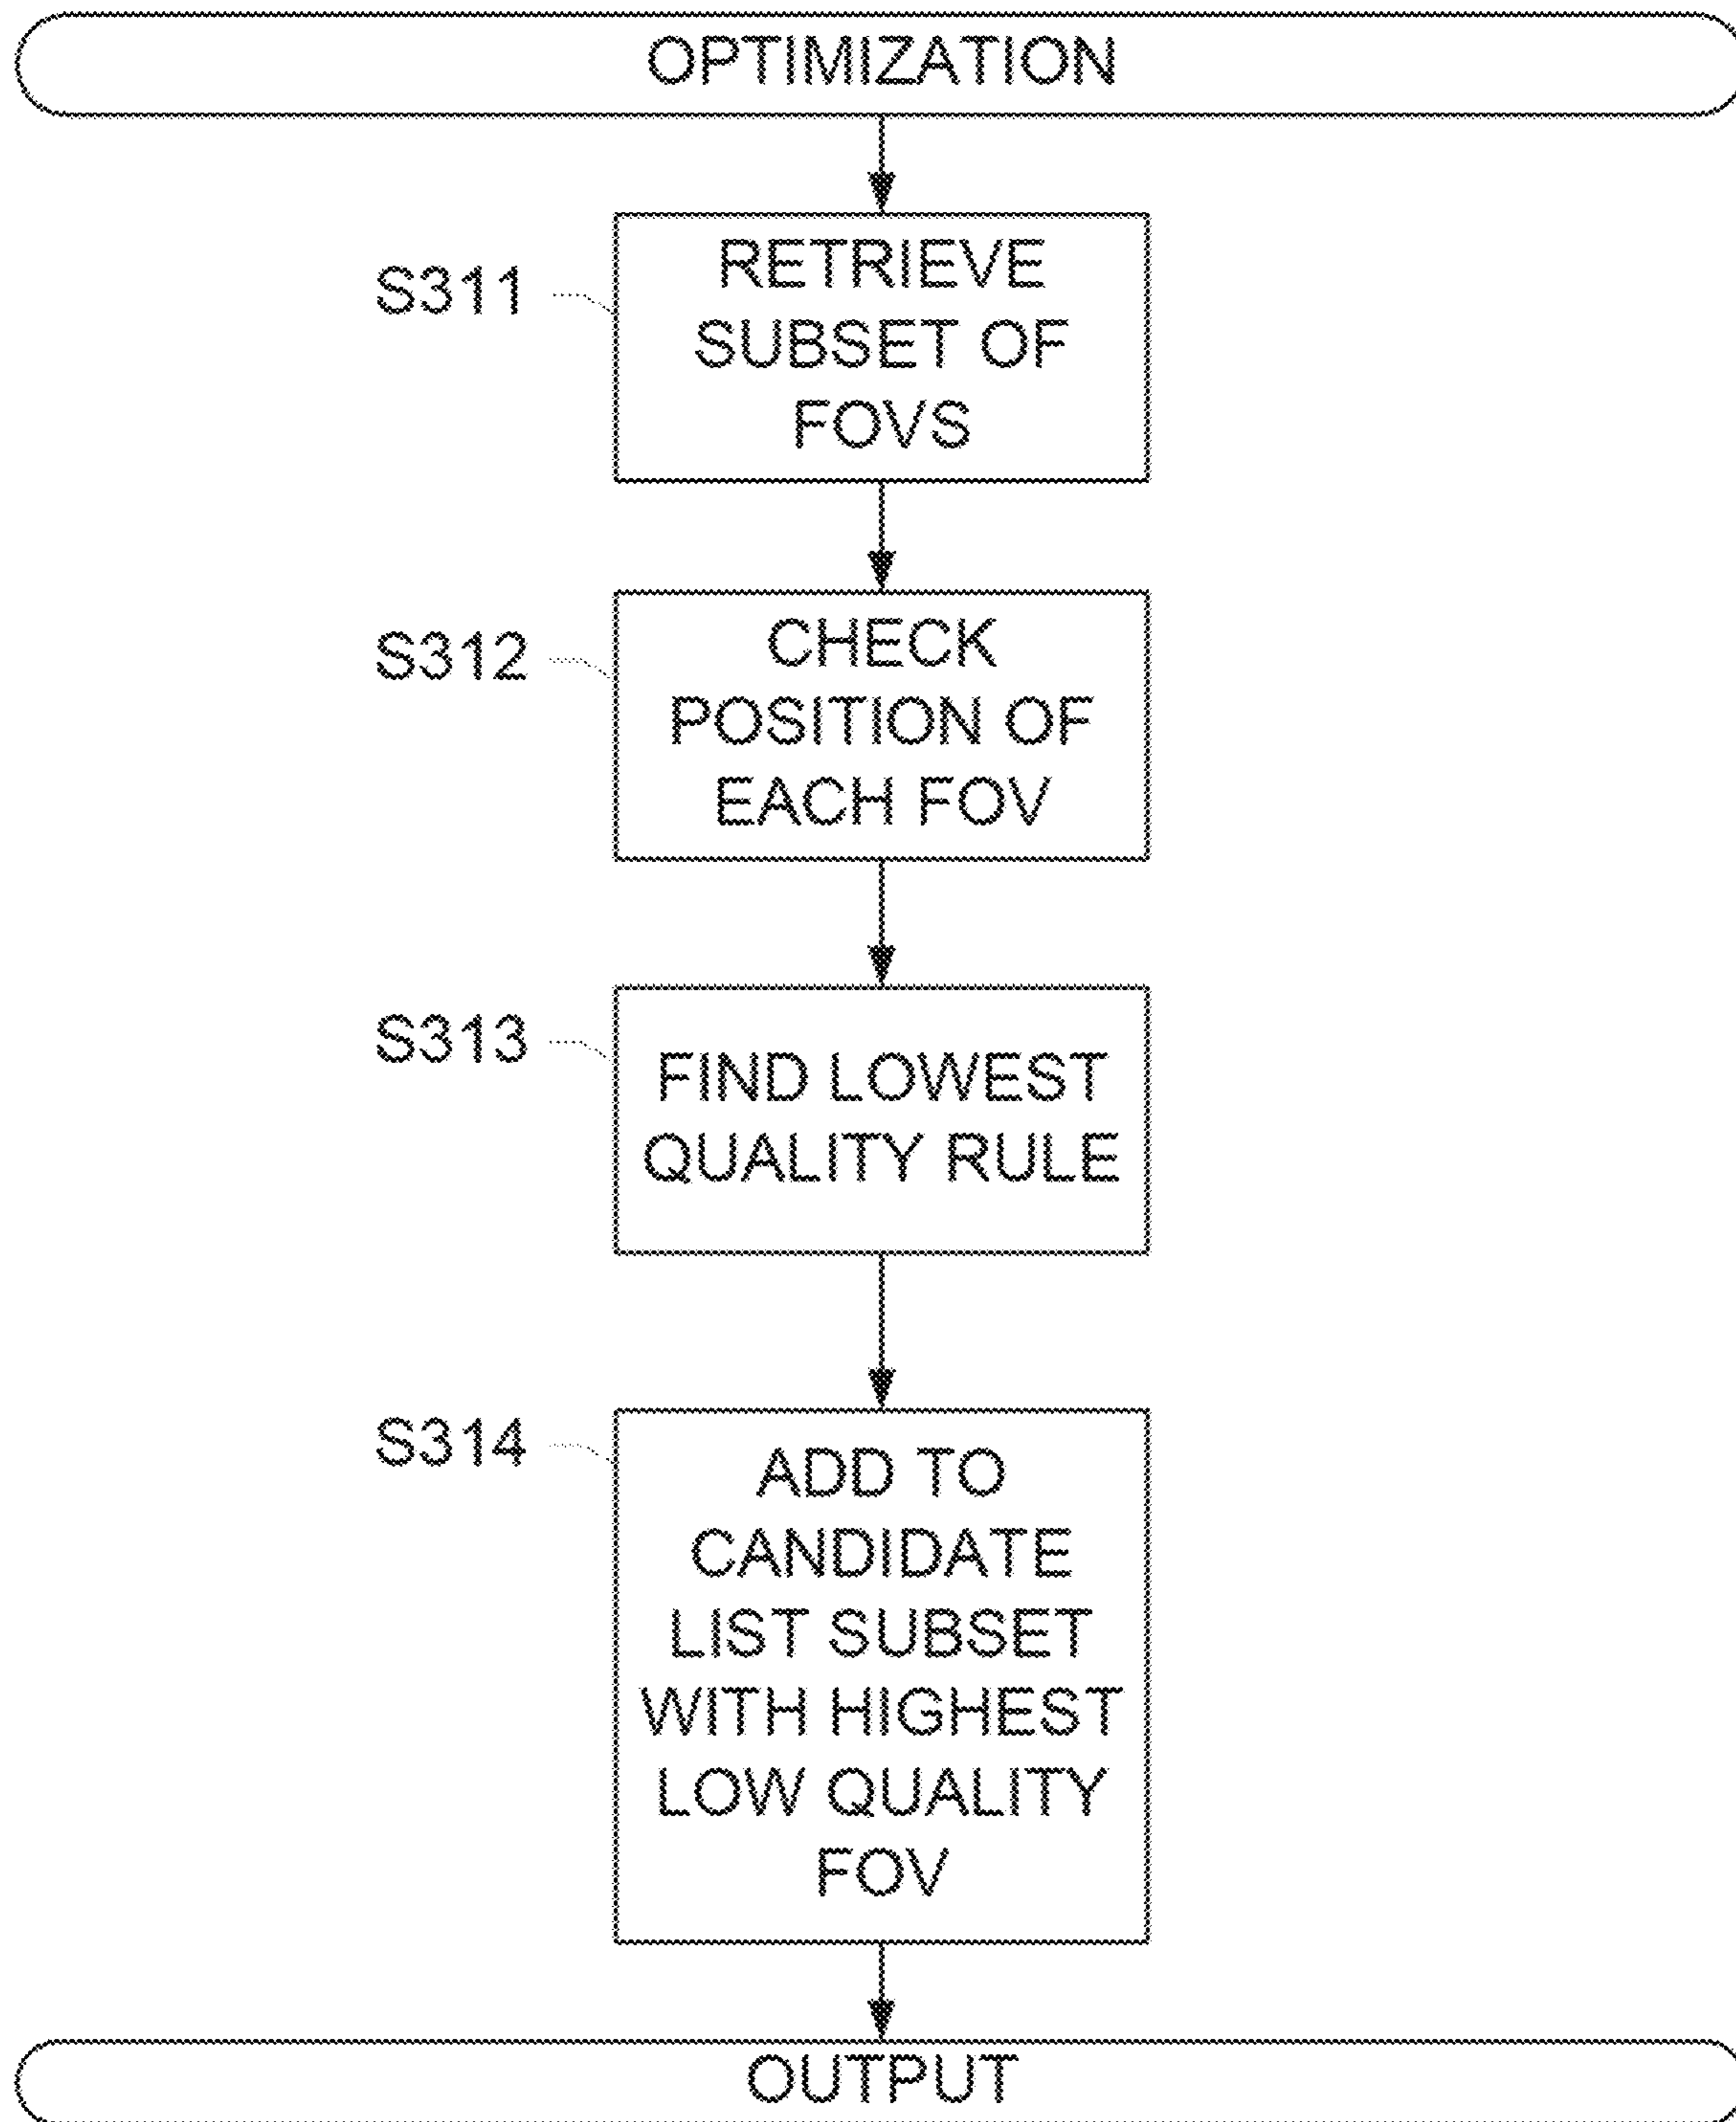 OPTIMIZATION
S311
RETRIEVE
SUBSET OF
FOVS
S312
CHECK
POSITION OF
EACH FOV
S313
FIND LOWEST
QUALITY RULE
S314
ADD TO
CANDIDATE
LIST SUBSET
WITH HIGHEST
LOW QUALITY
FOV
OUTPUT